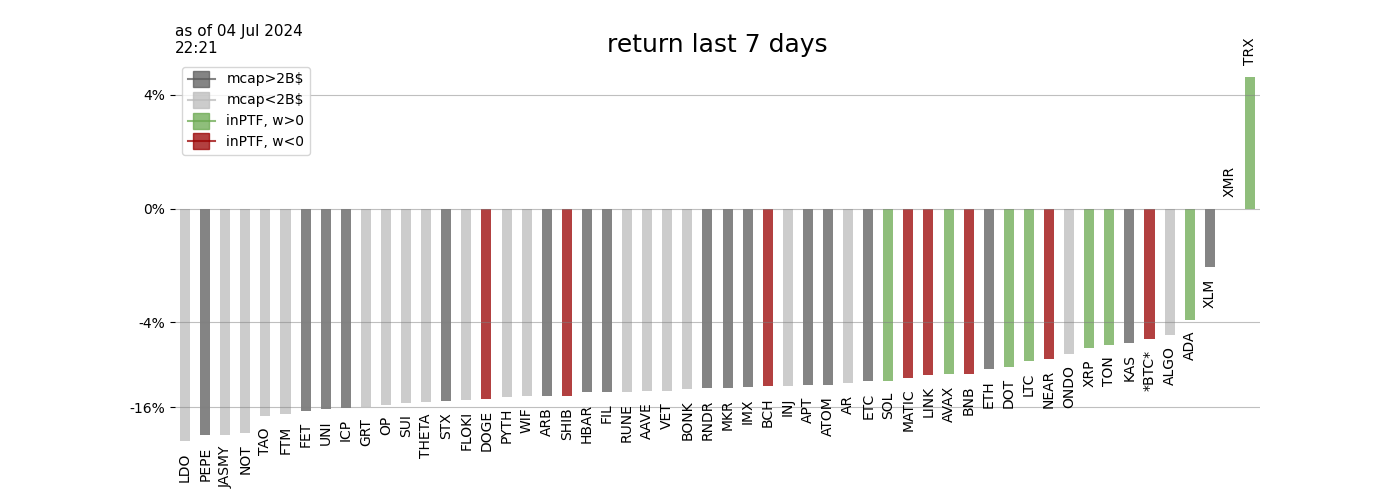 as of 04 Jul 2024
22:21
return last 7 days
mcap>2B$
mcap<2B$
inPTF, w>0
inPTF, w<0
4%
0%
-4%
-16%
LDO
PEPE
JASMY
NOT
TAO
FTM
FET
UNI
ICP
GRT
OP
SUI
THETA
STX
FLOKI
DOGE
PYTH
WIF
ARB
SHIB
HBAR
FIL
RUNE
AAVE
VET
BONK
RNDR
MKR
IMX
BCH
INJ
APT
ATOM
AR
ETC
SOL
MATIC
LINK
AVAX
BNB
ETH
DOT
LTC
NEAR
ONDO
XRP
TON
KAS
*BTC*
ALGO
ADA
XLM
XMR
TRX